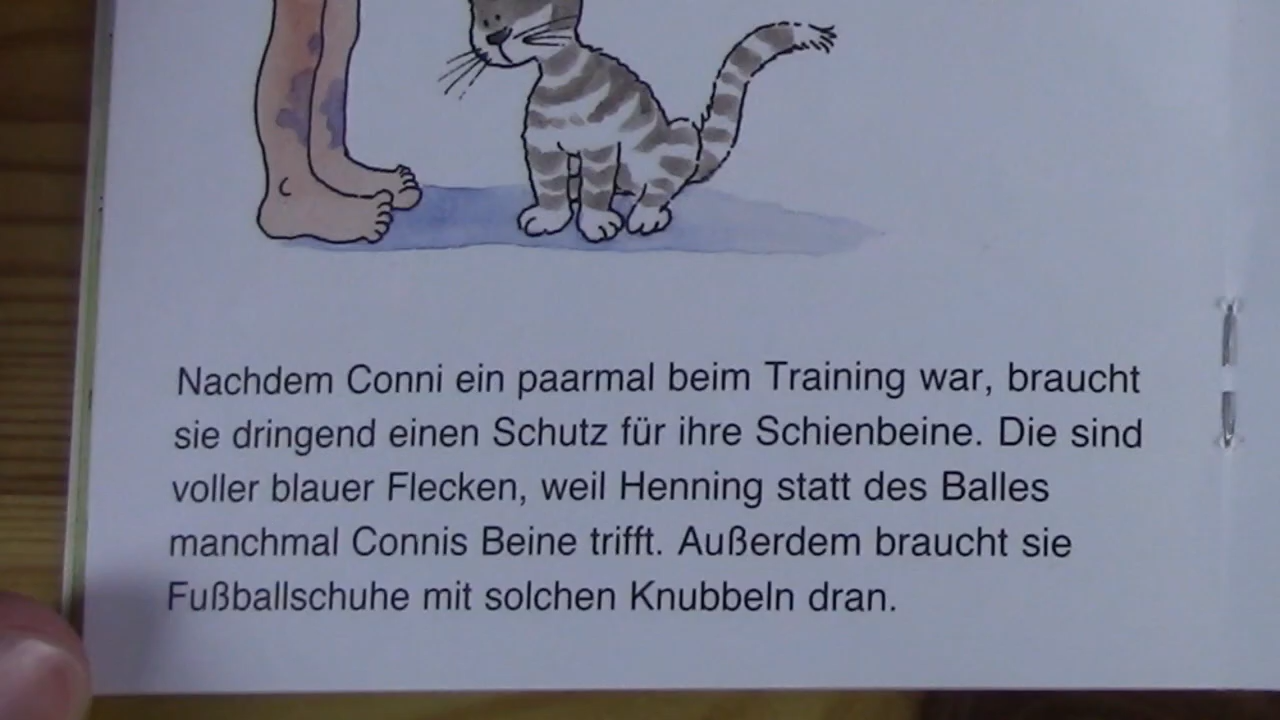 Nachdem Conni ein paarmal beim Training war, braucht
sie dringend einen Schutz für ihre Schienbeine. Die sind
voller blauer Flecken, weil Henning statt des Balles
manchmal Connis Beine trifft. Außerdem braucht sie
Fußballschuhe mit solchen Knubbeln dran.